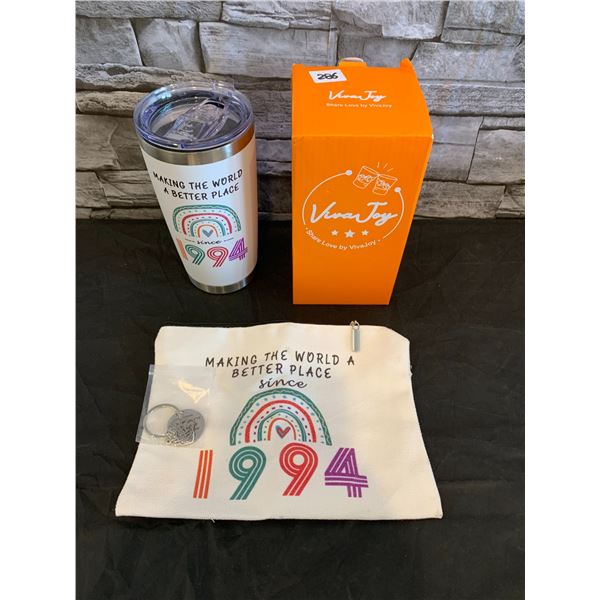 MAKING THE WORLD
A BETTER PLACE
since
1994
286
VivaJoy
Share Love by VivaJoy
VivaJoy
Share Love by VivaJoy
MAKING THE WORLD A
BETTER PLACE
since
1994